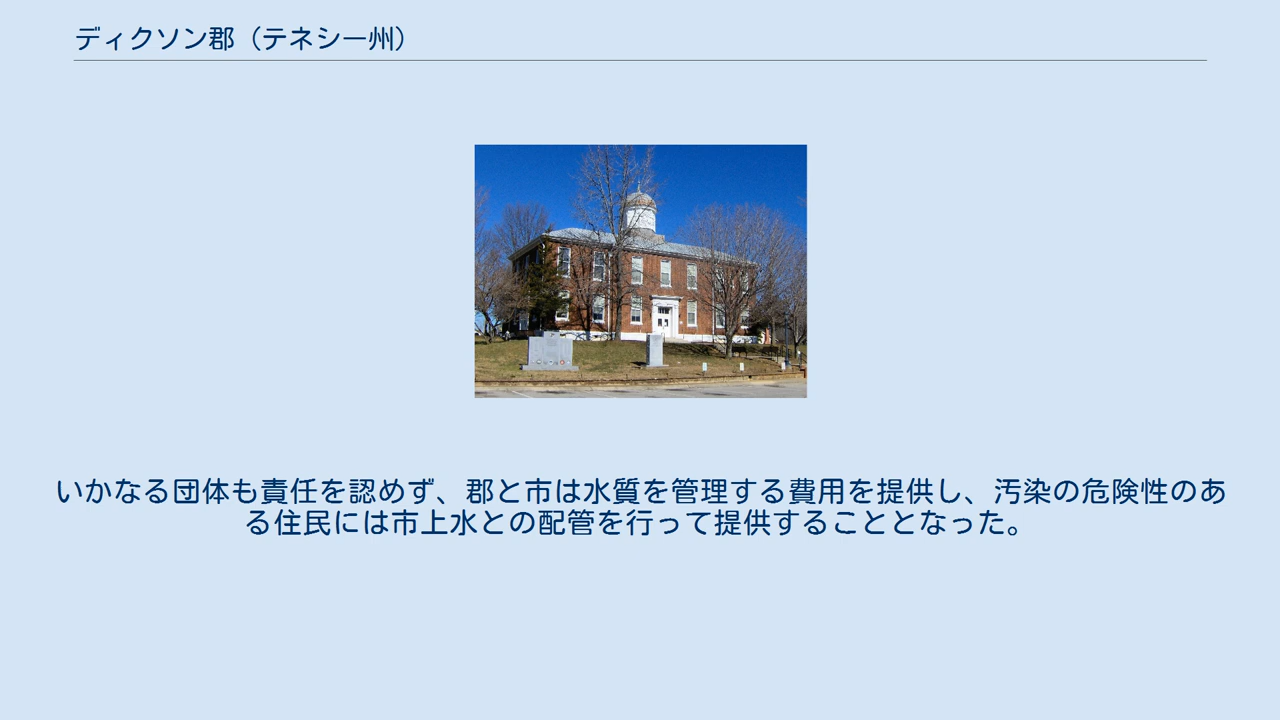 ディクソン郡（テネシー州）
いかなる団体も責任を認めず、郡と市は水質を管理する費用を提供し、汚染の危険性のあ
る住民には市上水との配管を行って提供することとなった。